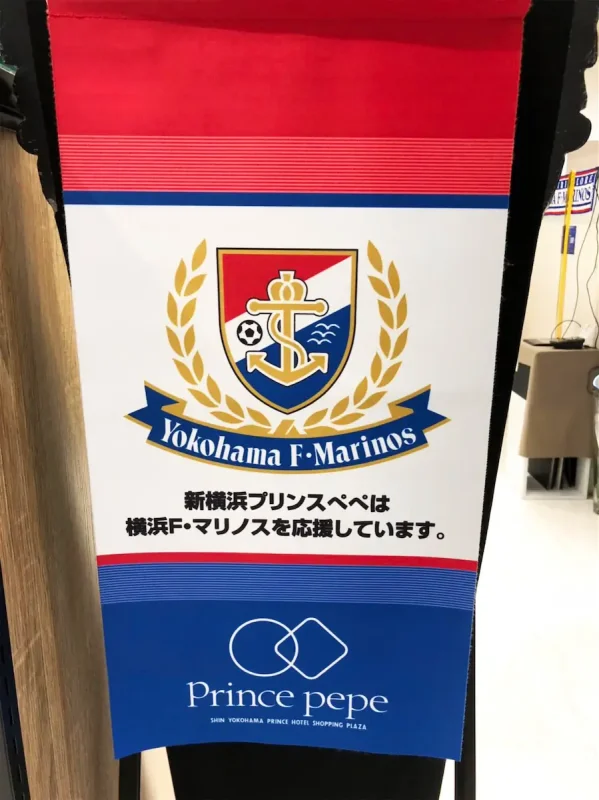 Yokohama F・Marinos
新横浜プリンスペペは
横浜F・マリノスを応援しています。
Prince pepe
SHIN YOKOHAMA PRINCE HOTEL SHOPPING PLAZA
MARINOS